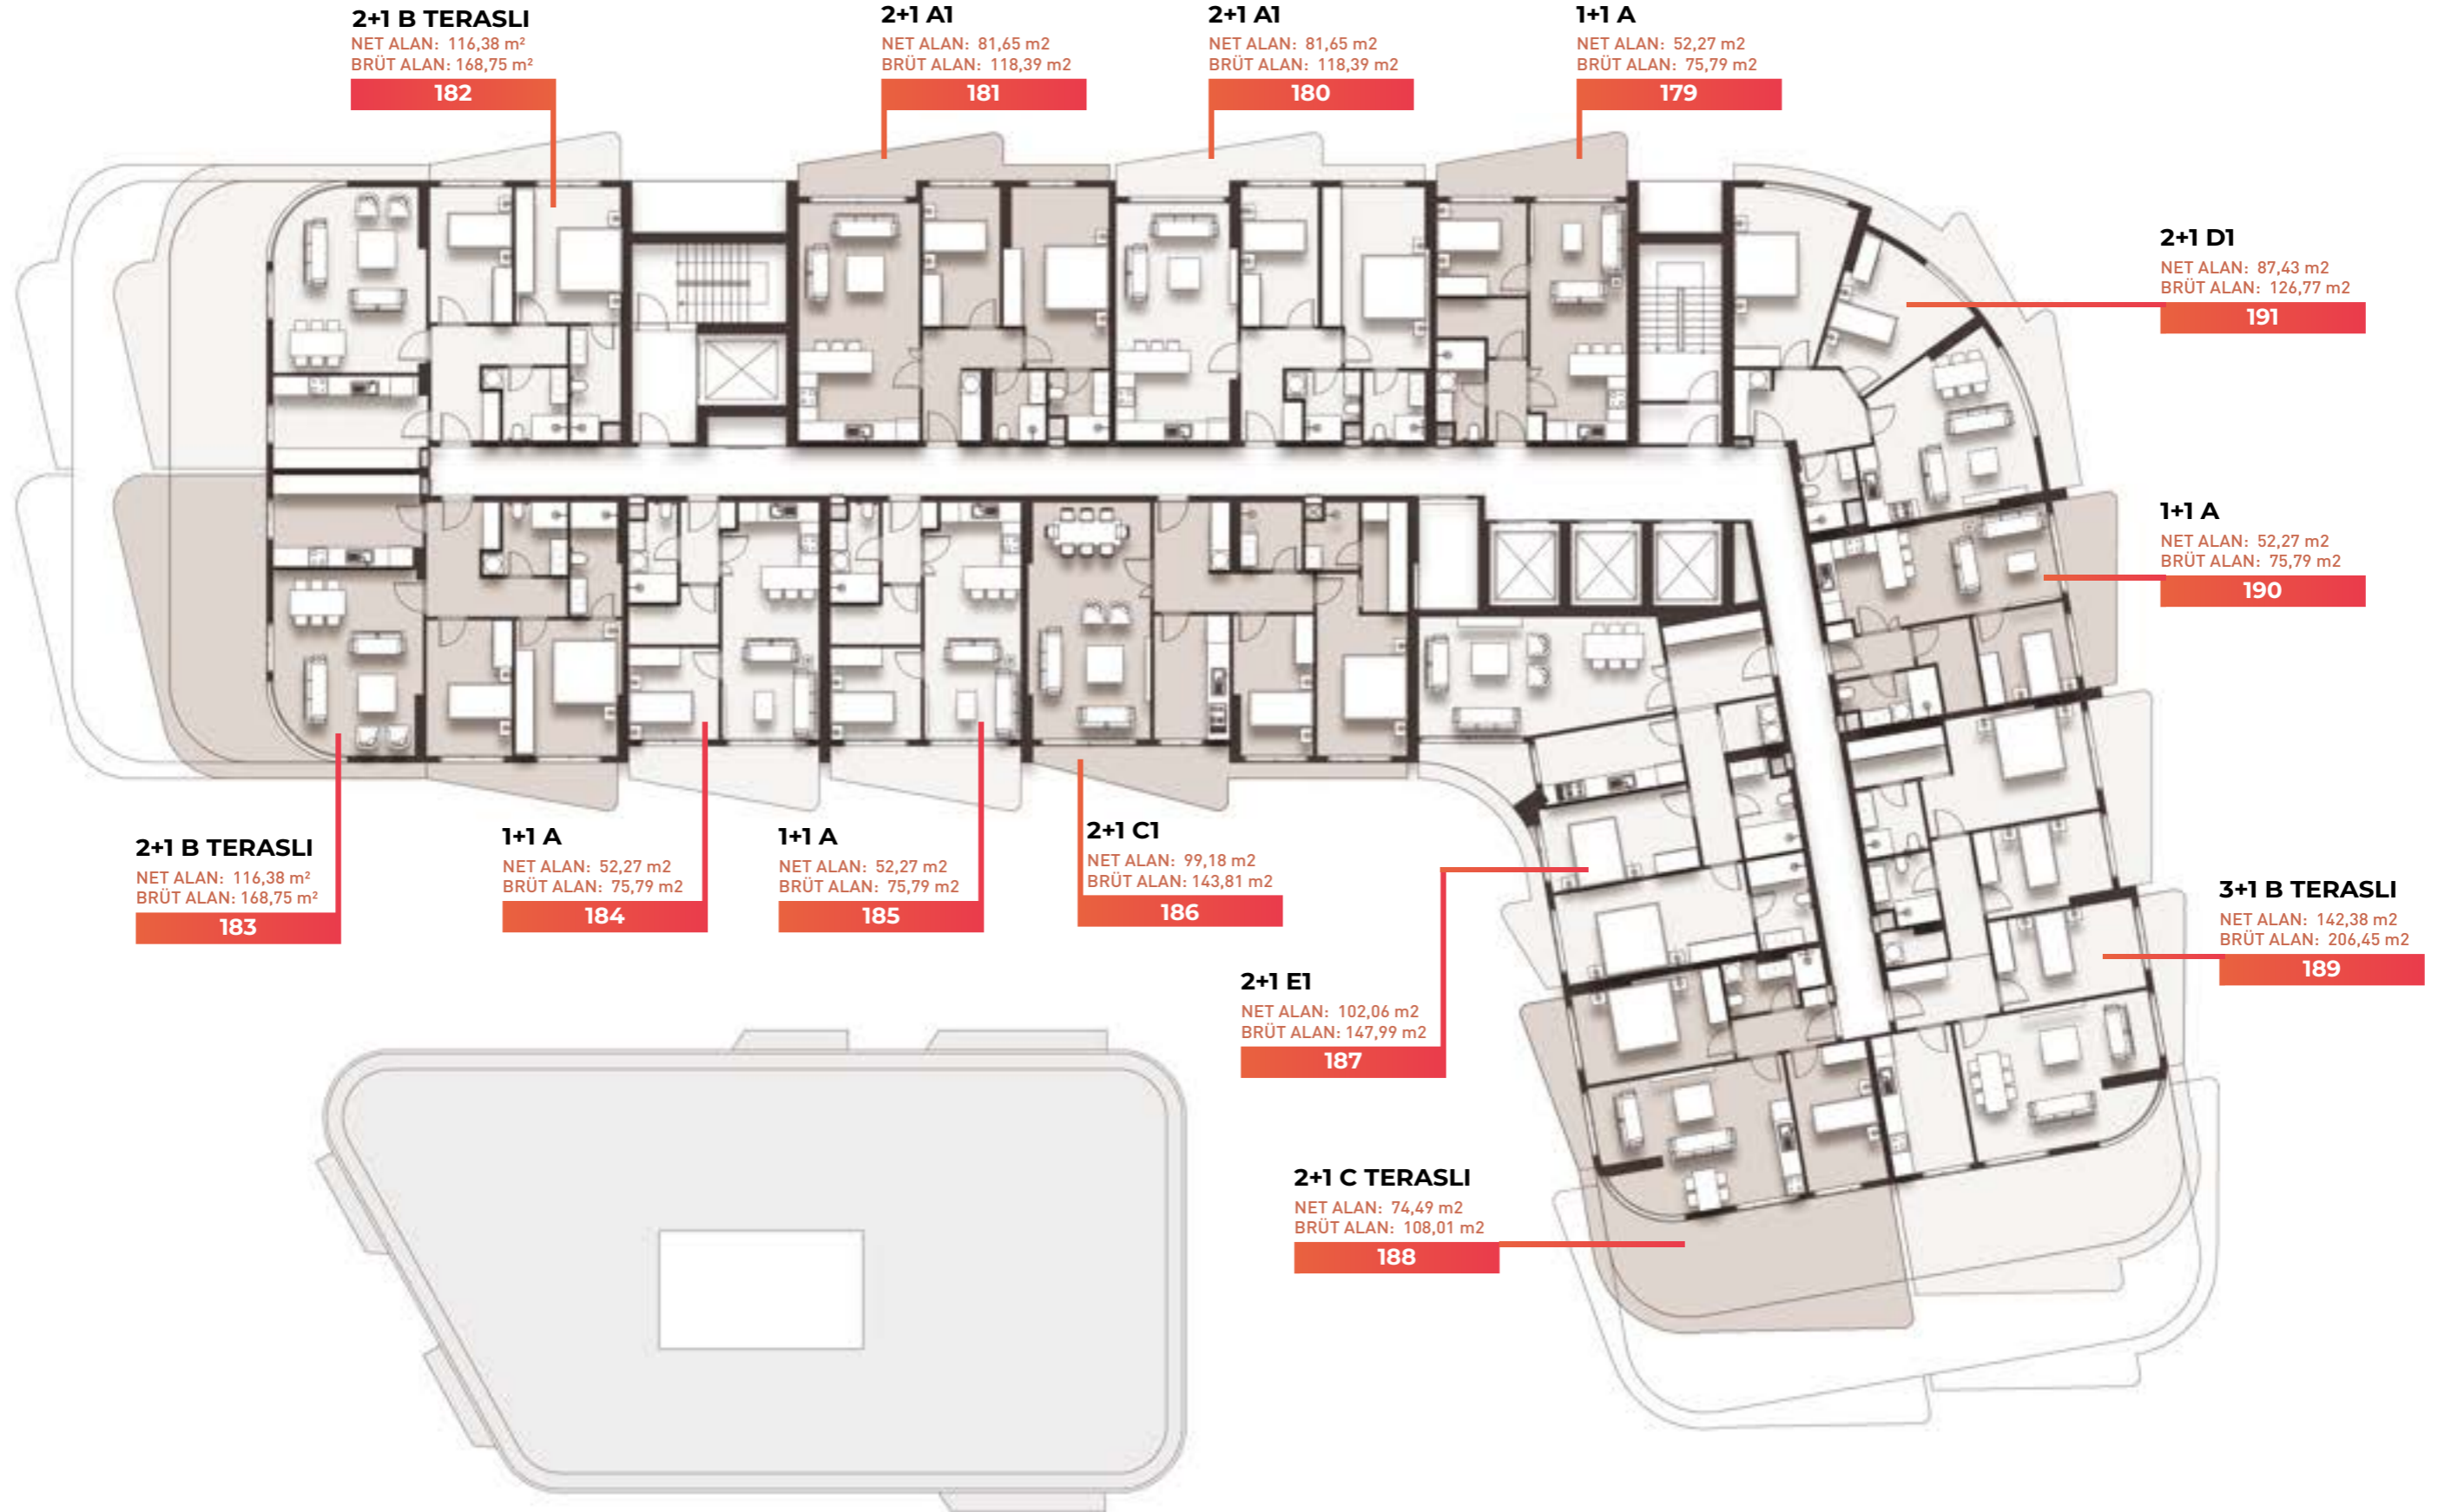 2+1 B TERASLI
NET ALAN: 116,38 m²
BRÜT ALAN: 168,75 m²
182
2+1 A1
NET ALAN: 81,65 m2
BRÜT ALAN: 118,39 m2
181
2+1 A1
NET ALAN: 81,65 m2
BRÜT ALAN: 118,39 m2
180
1+1 A
NET ALAN: 52,27 m2
BRÜT ALAN: 75,79 m2
179
2+1 D1
NET ALAN: 87,43 m2
BRÜT ALAN: 126,77 m2
191
1+1 A
NET ALAN: 52,27 m2
BRÜT ALAN: 75,79 m2
190
2+1 B TERASLI
NET ALAN: 116,38 m²
BRÜT ALAN: 168,75 m²
183
1+1 A
NET ALAN: 52,27 m2
BRÜT ALAN: 75,79 m2
184
1+1 A
NET ALAN: 52,27 m2
BRÜT ALAN: 75,79 m2
185
2+1 C1
NET ALAN: 99,18 m2
BRÜT ALAN: 143,81 m2
186
3+1 B TERASLI
NET ALAN: 142,38 m2
BRÜT ALAN: 206,45 m2
189
2+1 E1
NET ALAN: 102,06 m2
BRÜT ALAN: 147,99 m2
187
2+1 C TERASLI
NET ALAN: 74,49 m2
BRÜT ALAN: 108,01 m2
188